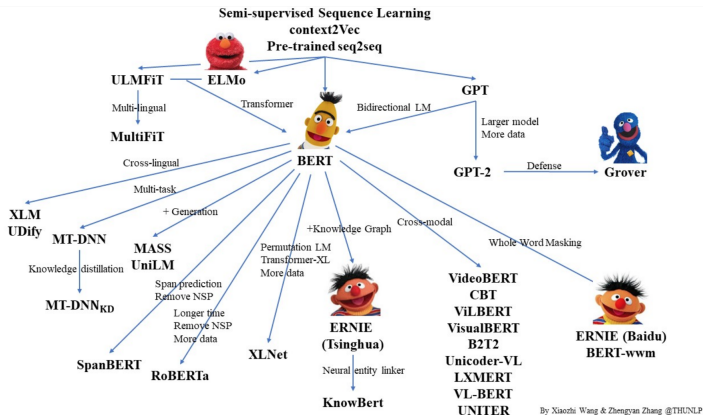 Semi-supervised Sequence Learning
context2Vec
Pre-trained seq2seq
ULMFiT
ELMo
GPT
Multi-lingual
Transformer
Bidirectional LM
Larger model
More data
MultiFiT
BERT
GPT-2
Defense
Grover
Cross-lingual
Multi-task
+ Generation
+Knowledge Graph
Cross-modal
Whole Word Masking
XLM
UDify
MT-DNN
MASS
UniLM
Permutation LM
Transformer-XL
More data
Knowledge distillation
Span prediction
Remove NSP
VideoBERT
CBT
ViLBERT
VisualBERT
B2T2
Unicoder-VL
LXMERT
VL-BERT
UNITER
MT-DNNKD
Longer time
Remove NSP
More data
ERNIE
(Tsinghua)
ERNIE (Baidu)
BERT-wwm
SpanBERT
RoBERTa
XLNet
Neural entity linker
KnowBert
By Xiaozhi Wang & Zhengyan Zhang @THUNLP